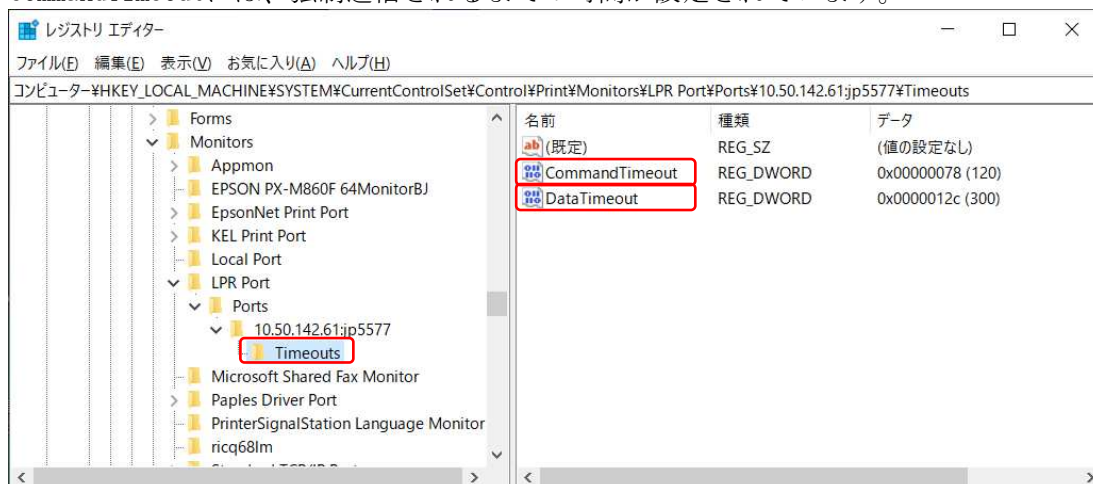 レジストリ エディター
ファイル(F) 編集(E) 表示(V) お気に入り(A) ヘルプ(H)
コンピューター¥HKEY_LOCAL_MACHINE¥SYSTEM¥CurrentControlSet¥Control¥Print¥Monitors¥LPR Port¥Ports¥10.50.142.61:jp5577¥Timeouts
Forms
Monitors
Appmon
EPSON PX-M860F 64MonitorBJ
EpsonNet Print Port
KEL Print Port
Local Port
LPR Port
Ports
10.50.142.61:jp5577
Timeouts
Microsoft Shared Fax Monitor
Paples Driver Port
PrinterSignalStation Language Monitor
ricq68lm
名前 種類 データ
(既定) REG_SZ (値の設定なし)
CommandTimeout REG_DWORD 0x00000078 (120)
DataTimeout REG_DWORD 0x0000012c (300)